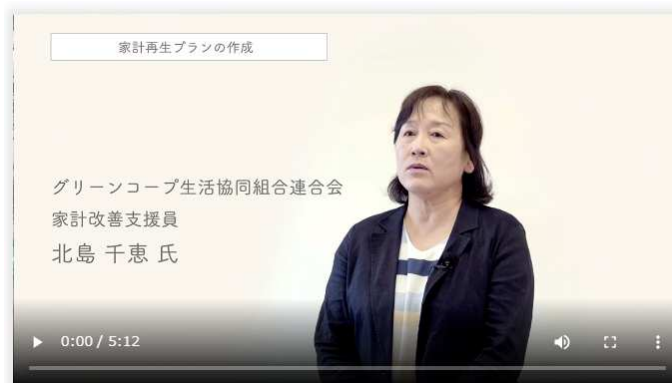 家計再生プランの作成
グリーンコープ生活協同組合連合会
家計改善支援員
北島 千恵 氏
0:00 / 5:12